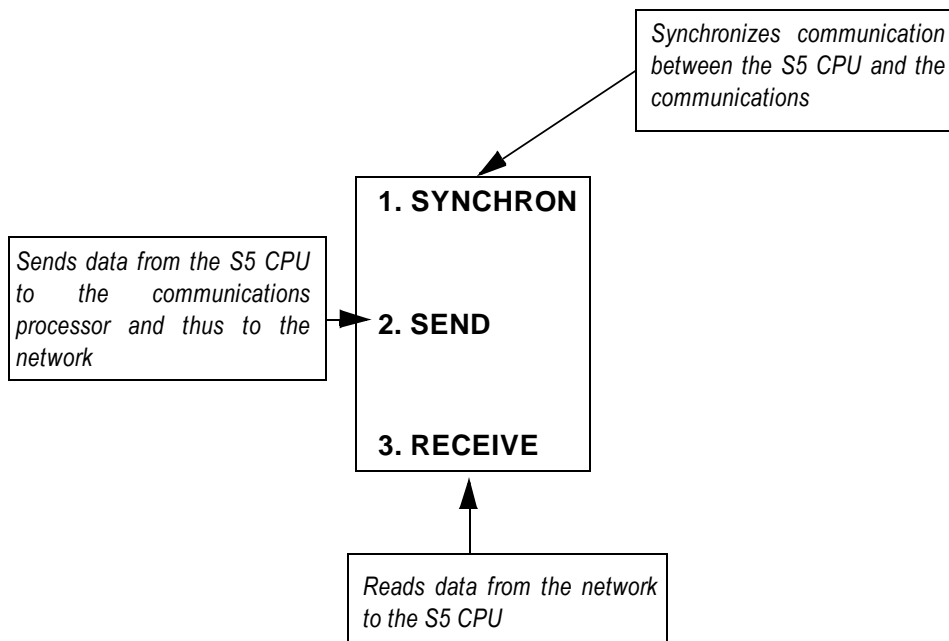 Synchronizes communication
between the S5 CPU and the
communications
1. SYNCHRON
Sends data from the S5 CPU
to the communications
processor and thus to the
network
2. SEND
3. RECEIVE
Reads data from the network
to the S5 CPU